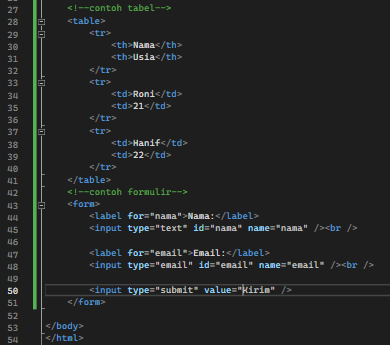 27 <!--contoh tabel-->
28 <table>
29 <tr>
30 <th>Nama</th>
31 <th>Usia</th>
32 </tr>
33 <tr>
34 <td>Roni</td>
35 <td>21</td>
36 </tr>
37 <tr>
38 <td>Hanif</td>
39 <td>22</td>
40 </tr>
41 </table>
42 <!--contoh formulir-->
43 <form>
44 <label for="nama">Nama:</label>
45 <input type="text" id="nama" name="nama" /><br />
46
47 <label for="email">Email:</label>
48 <input type="email" id="email" name="email" /><br />
49
50 <input type="submit" value="Kirim" />
51 </form>
52
53 </body>
54 </html>